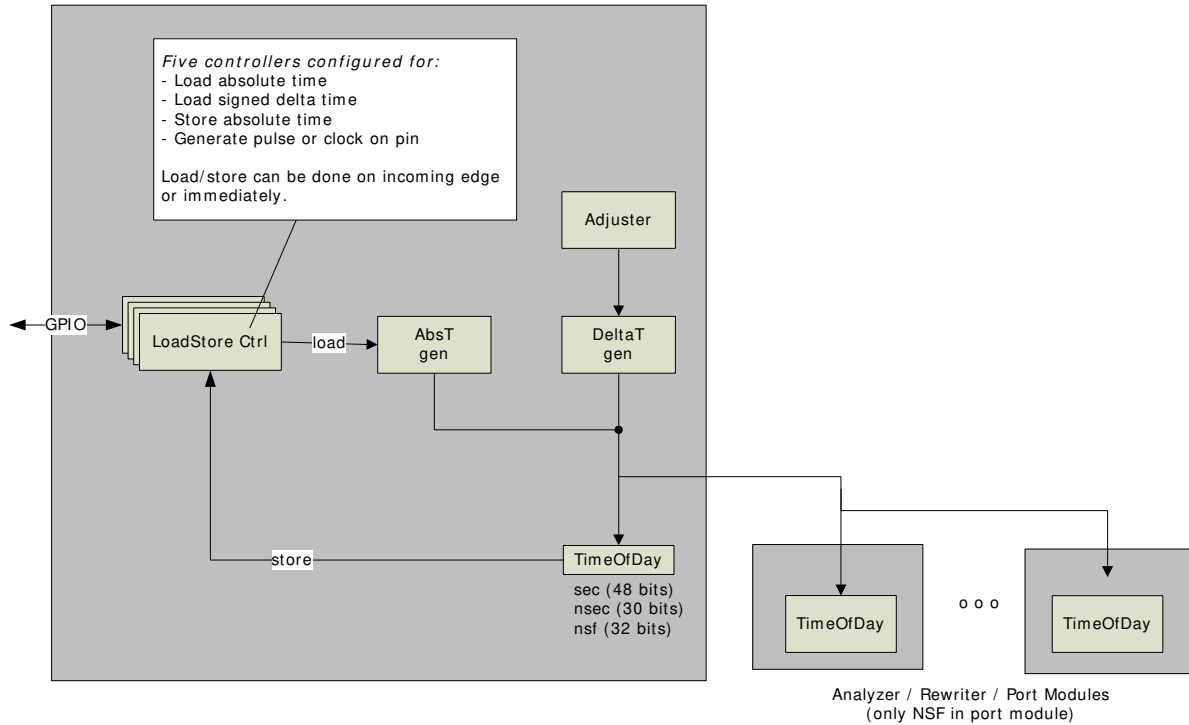 Five controllers configured for:
- Load absolute time
- Load signed delta time
- Store absolute time
- Generate pulse or clock on pin
Load/store can be done on incoming edge
or immediately.
Adjuster
GPIO
LoadStore Ctrl
load
AbsT
gen
DeltaT
gen
store
TimeOfDay
sec (48 bits)
nsec (30 bits)
nsf (32 bits)
TimeOfDay
o o o
TimeOfDay
Analyzer / Rewriter / Port Modules
(only NSF in port module)